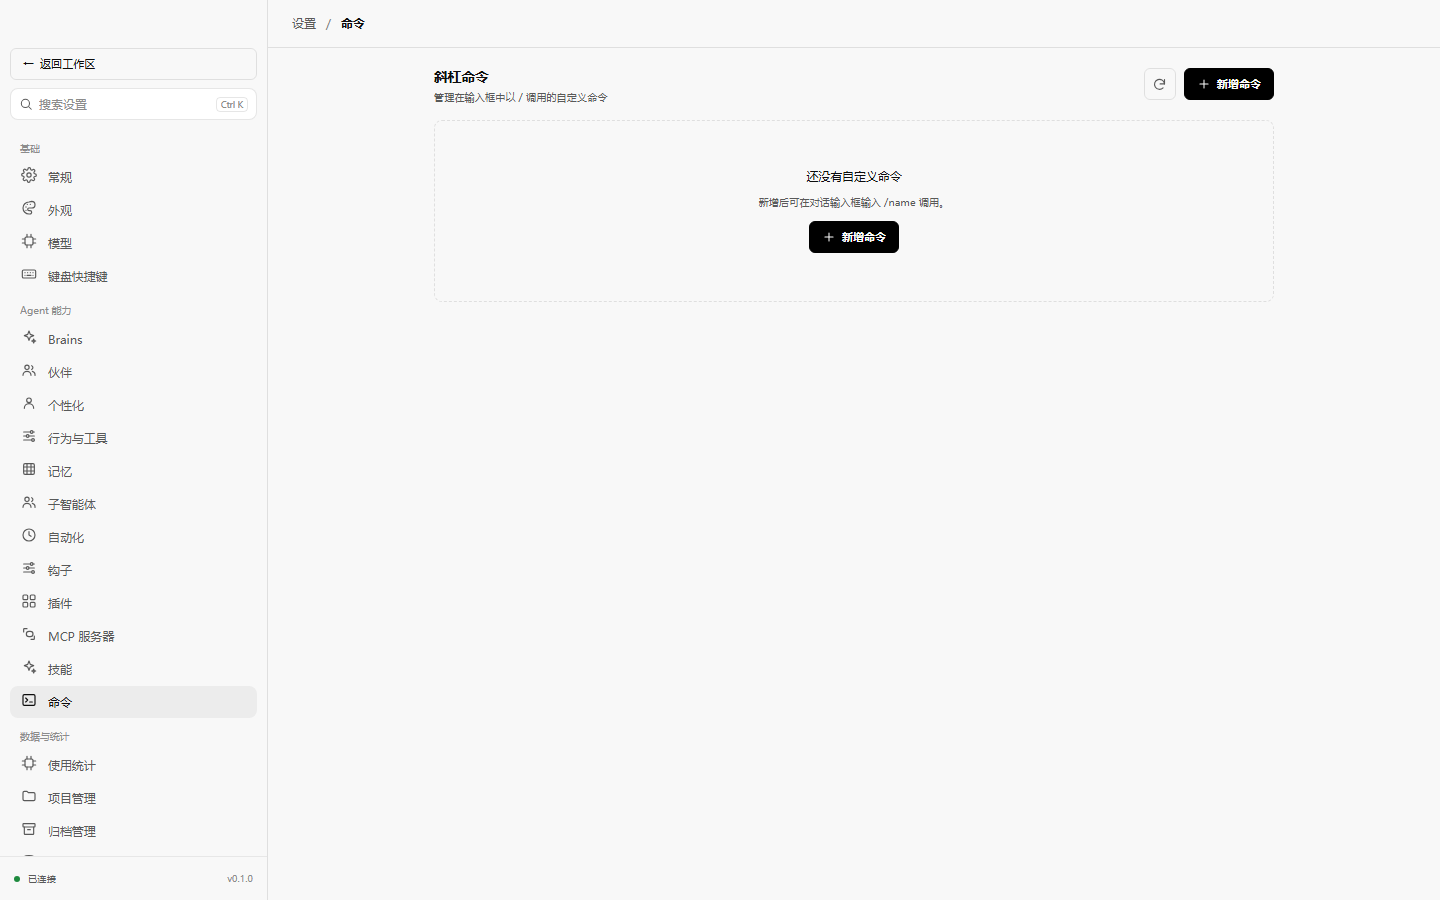 设置 / 命令
← 返回工作区
搜索设置 Ctrl K
基础
常规
外观
模型
键盘快捷键
Agent 能力
Brains
伙伴
个性化
行为与工具
记忆
子智能体
自动化
钩子
插件
MCP 服务器
技能
命令
数据与统计
使用统计
项目管理
归档管理
已连接 v0.1.0
斜杠命令
管理在输入框中以 / 调用的自定义命令
+ 新增命令
还没有自定义命令
新增后可在对话输入框输入 /name 调用。
+ 新增命令